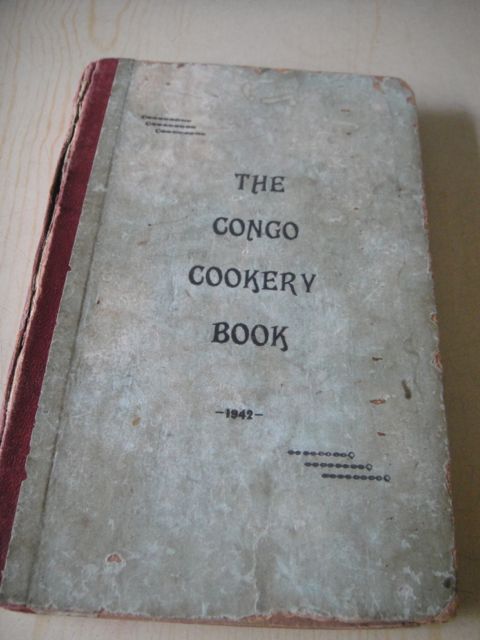 THE
CONGO
COOKERY
BOOK
-1942-